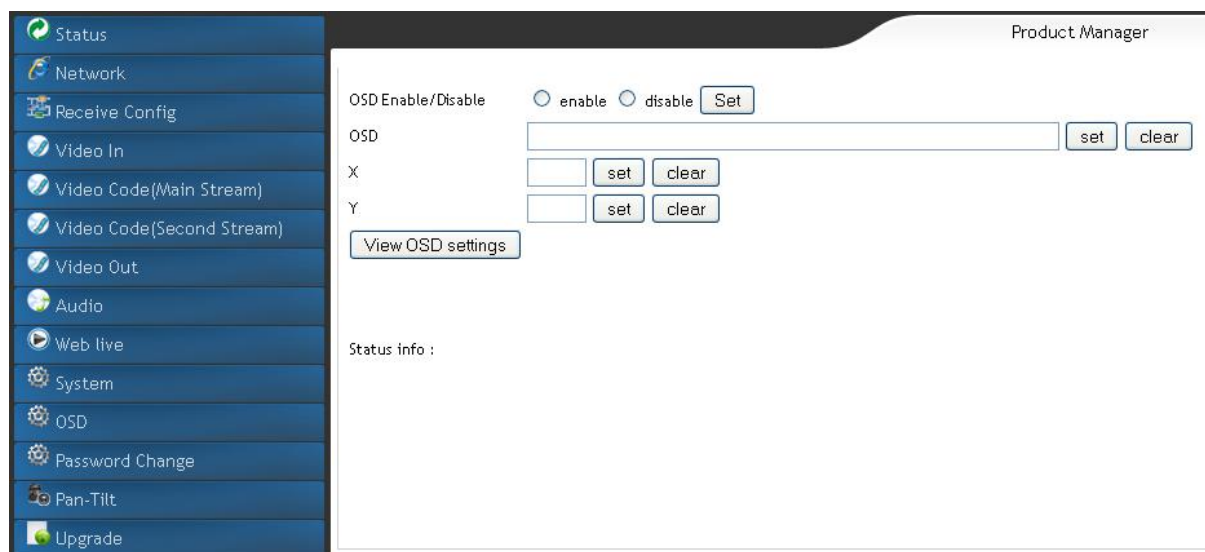 Status
Network
Receive Config
Video In
Video Code(Main Stream)
Video Code(Second Stream)
Video Out
Audio
Web live
System
OSD
Password Change
Pan-Tilt
Upgrade
Product Manager
OSD Enable/Disable enable disable Set
OSD set clear
X set clear
Y set clear
View OSD settings
Status info :